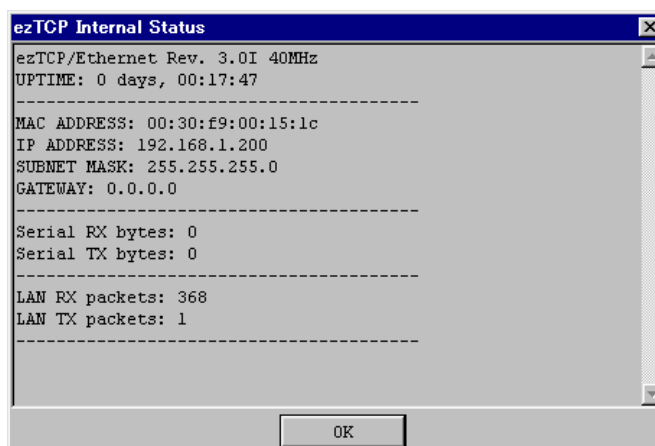 ezTCP Internal Status
ezTCP/Ethernet Rev. 3.0I 40MHz
UPTIME: 0 days, 00:17:47
----------------------------------------
MAC ADDRESS: 00:30:f9:00:15:1c
IP ADDRESS: 192.168.1.200
SUBNET MASK: 255.255.255.0
GATEWAY: 0.0.0.0
----------------------------------------
Serial RX bytes: 0
Serial TX bytes: 0
----------------------------------------
LAN RX packets: 368
LAN TX packets: 1
----------------------------------------
OK